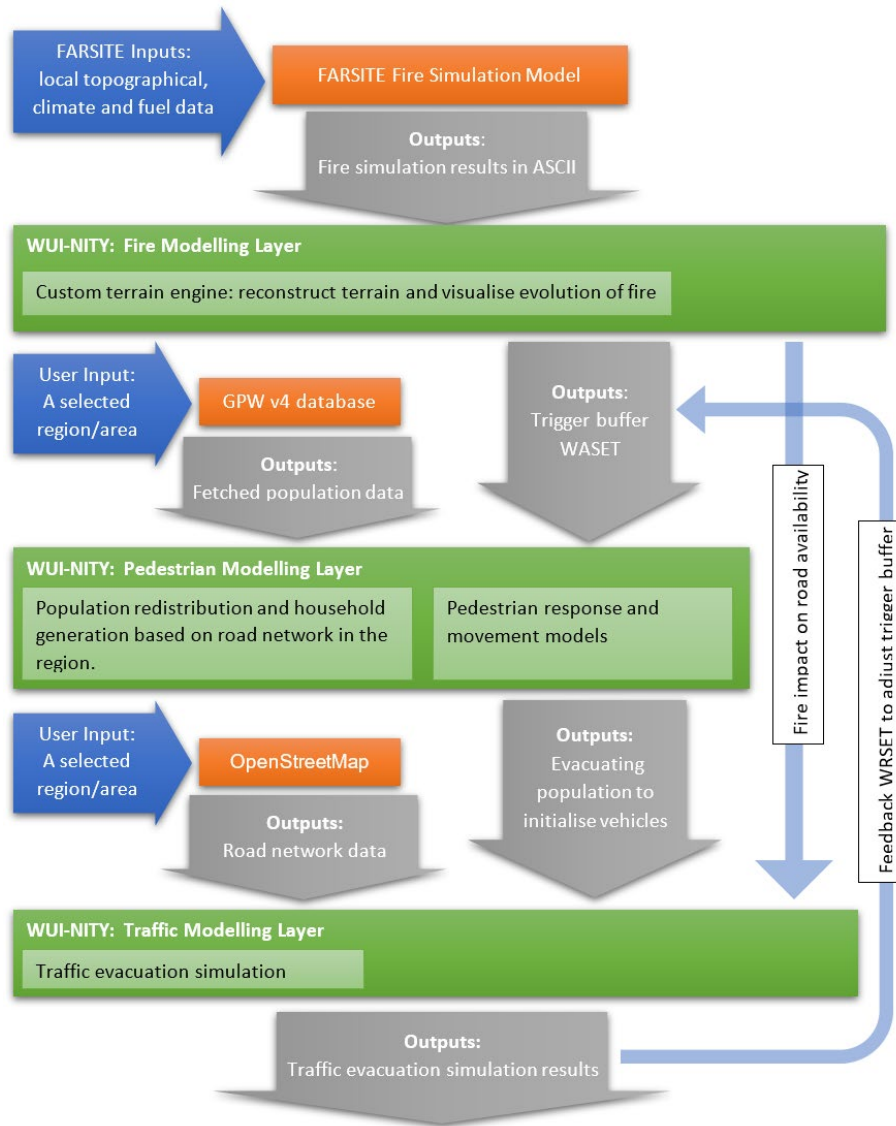 FARSITE Inputs:
local topographical,
climate and fuel data
FARSITE Fire Simulation Model
Outputs:
Fire simulation results in ASCII
WUI-NITY: Fire Modelling Layer
Custom terrain engine: reconstruct terrain and visualise evolution of fire
User Input:
A selected
region/area
GPW v4 database
Outputs:
Fetched population data
Outputs:
Trigger buffer
WASET
Fire impact on road availability
Feedback WRSET to adjust trigger buffer
WUI-NITY: Pedestrian Modelling Layer
Population redistribution and household
generation based on road network in the
region.
Pedestrian response and
movement models
User Input:
A selected
region/area
OpenStreetMap
Outputs:
Road network data
Outputs:
Evacuating
population to
initialise vehicles
WUI-NITY: Traffic Modelling Layer
Traffic evacuation simulation
Outputs:
Traffic evacuation simulation results